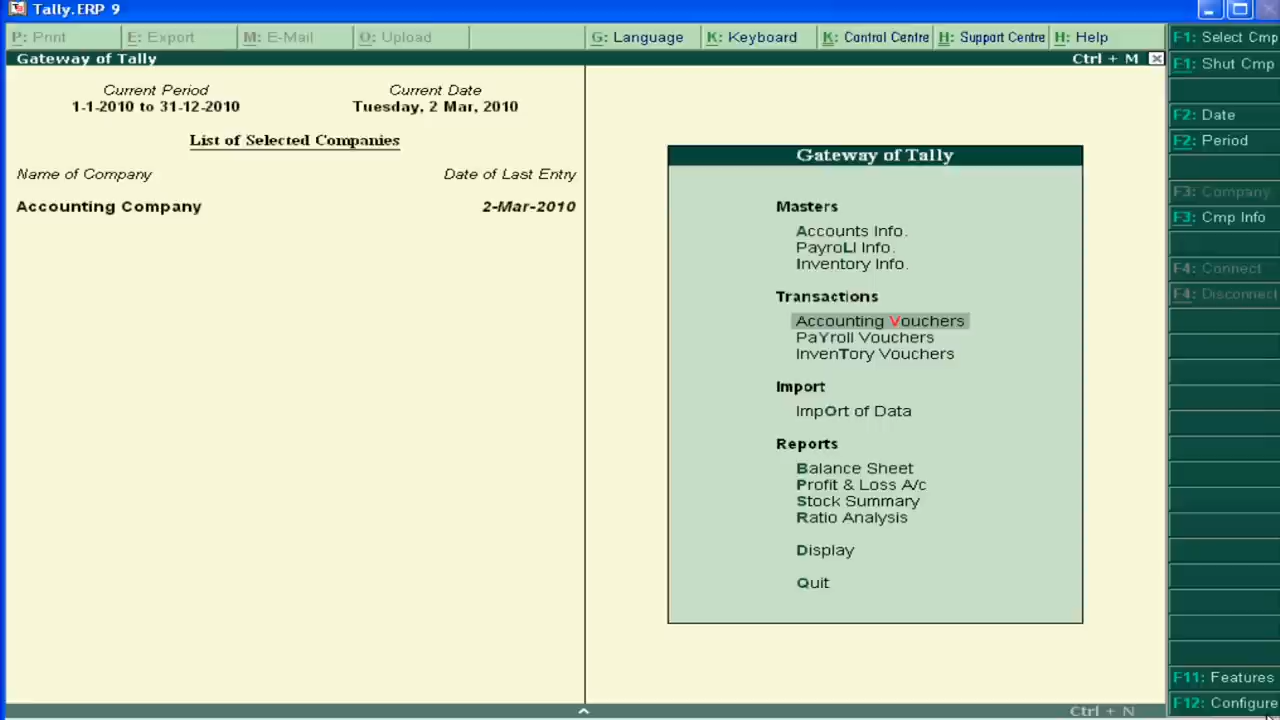 Tally.ERP 9
P: Print E: Export M: E-Mail O: Upload G: Language K: Keyboard K: Control Centre H: Support Centre H: Help
Gateway of Tally Ctrl + M
Current Period Current Date
1-1-2010 to 31-12-2010 Tuesday, 2 Mar, 2010
List of Selected Companies
Name of Company Date of Last Entry
Accounting Company 2-Mar-2010
Gateway of Tally
Masters
Accounts Info.
PayroLl Info.
Inventory Info.
Transactions
Accounting Vouchers
PaYroll Vouchers
InvenTory Vouchers
Import
ImpOrt of Data
Reports
Balance Sheet
Profit & Loss A/c
Stock Summary
Ratio Analysis
Display
Quit
F1: Select Cmp
F1: Shut Cmp
F2: Date
F2: Period
F3: Company
F3: Cmp Info
F4: Connect
F4: Disconnect
F11: Features
F12: Configure
Ctrl + N